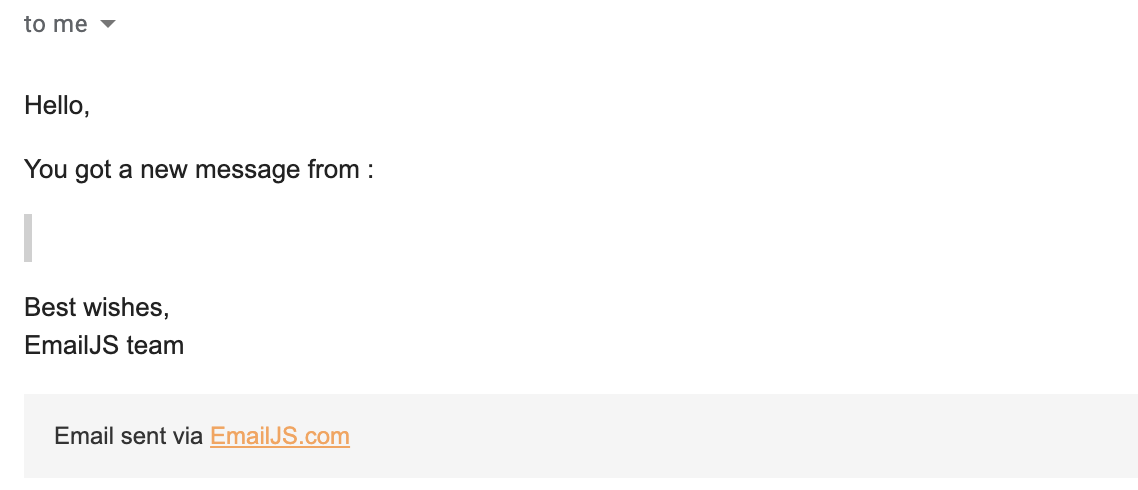 to me
Hello,
You got a new message from :
Best wishes,
EmailJS team
Email sent via EmailJS.com